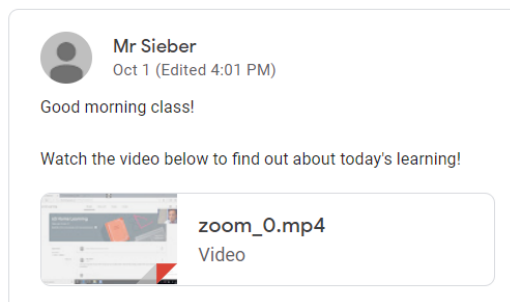 Mr Sieber
Oct 1 (Edited 4:01 PM)
Good morning class!
Watch the video below to find out about today's learning!
zoom_0.mp4
Video